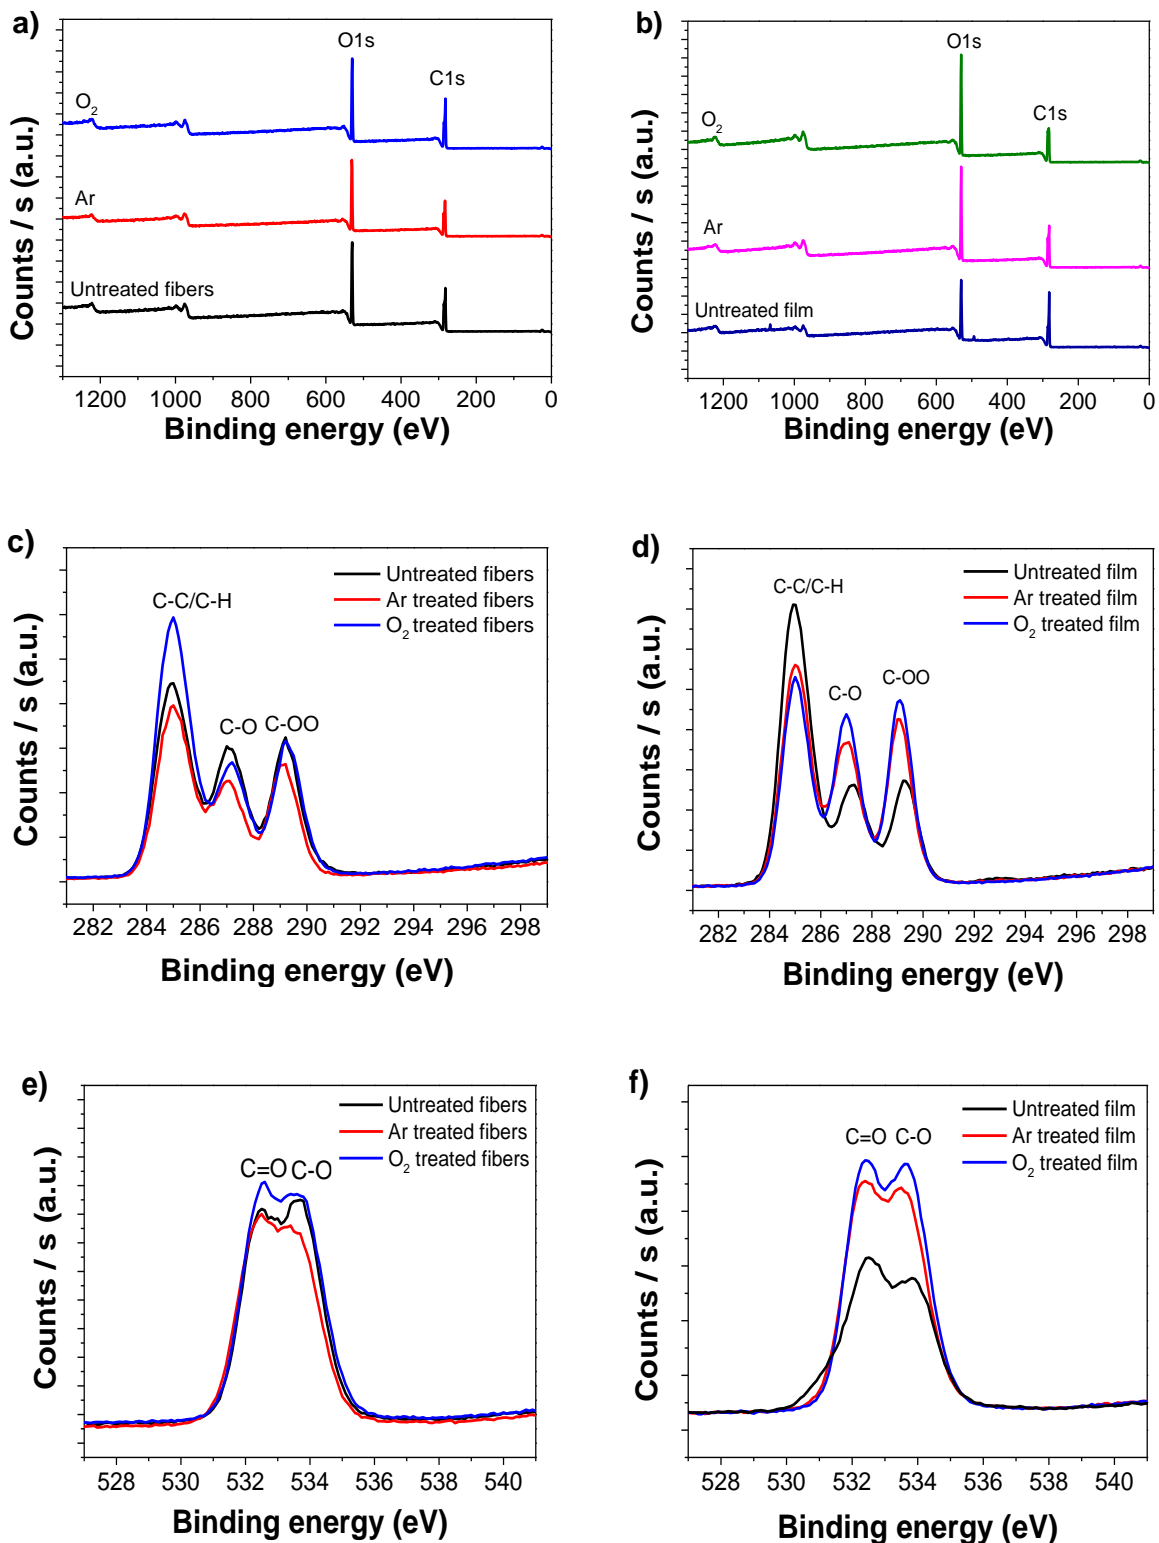 a)
O1s
C1s
O2
Ar
Untreated fibers
Counts / s (a.u.)
1200 1000 800 600 400 200 0
Binding energy (eV)
b)
O1s
C1s
O2
Ar
Untreated film
Counts / s (a.u.)
1200 1000 800 600 400 200 0
Binding energy (eV)
c)
Untreated fibers
Ar treated fibers
O2 treated fibers
C-C/C-H
C-O
C-OO
Counts / s (a.u.)
282 284 286 288 290 292 294 296 298
Binding energy (eV)
d)
Untreated film
Ar treated film
O2 treated film
C-C/C-H
C-O
C-OO
Counts / s (a.u.)
282 284 286 288 290 292 294 296 298
Binding energy (eV)
e)
Untreated fibers
Ar treated fibers
O2 treated fibers
C=O C-O
Counts / s (a.u.)
528 530 532 534 536 538 540
Binding energy (eV)
f)
Untreated film
Ar treated film
O2 treated film
C=O C-O
Counts / s (a.u.)
528 530 532 534 536 538 540
Binding energy (eV)